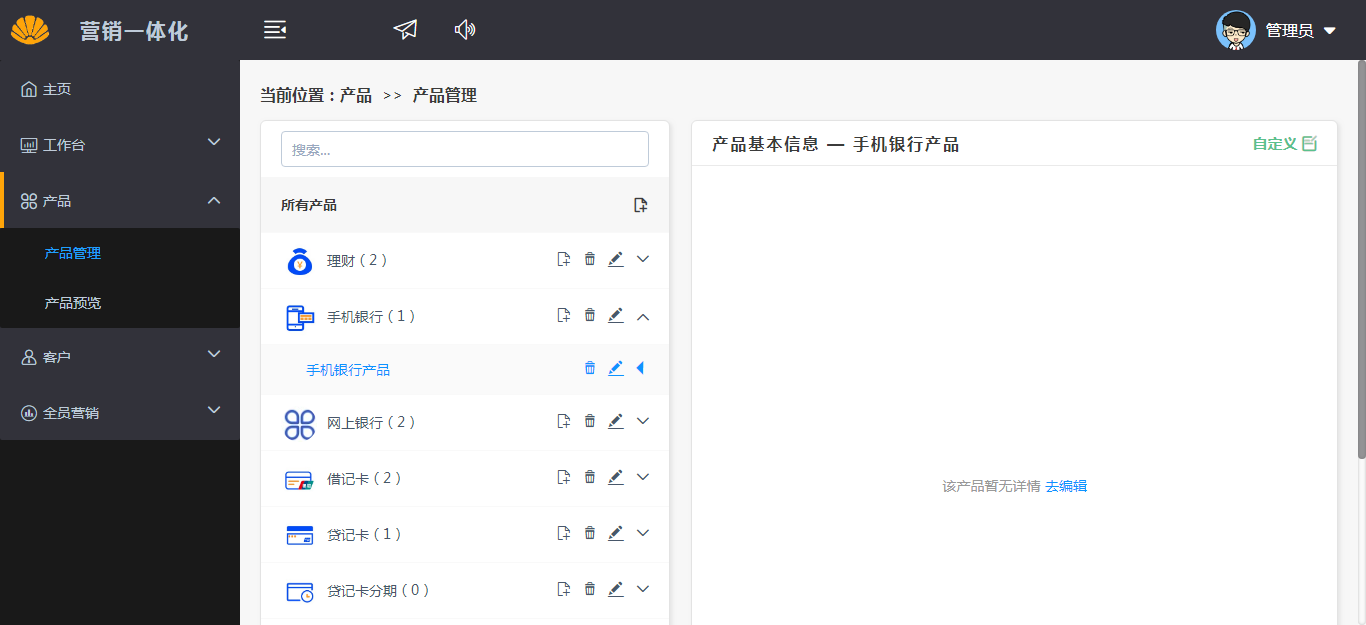 营销一体化
管理员
主页
工作台
产品
产品管理
产品预览
客户
全员营销
当前位置：产品 >> 产品管理
搜索...
所有产品
理财（2）
手机银行（1）
手机银行产品
网上银行（2）
借记卡（2）
贷记卡（1）
贷记卡分期（0）
产品基本信息 — 手机银行产品
自定义
该产品暂无详情 去编辑